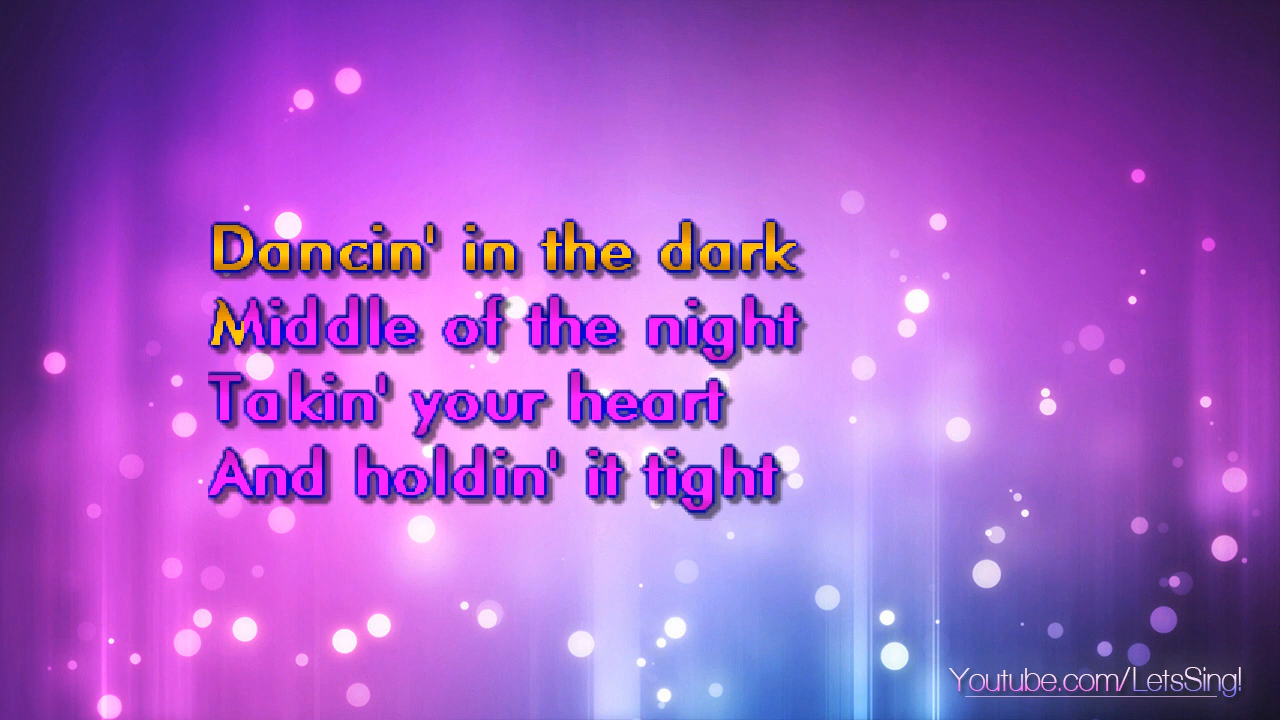 Dancin' in the dark
Middle of the night
Takin' your heart
And holdin' it tight
Youtube.com/LetsSing!